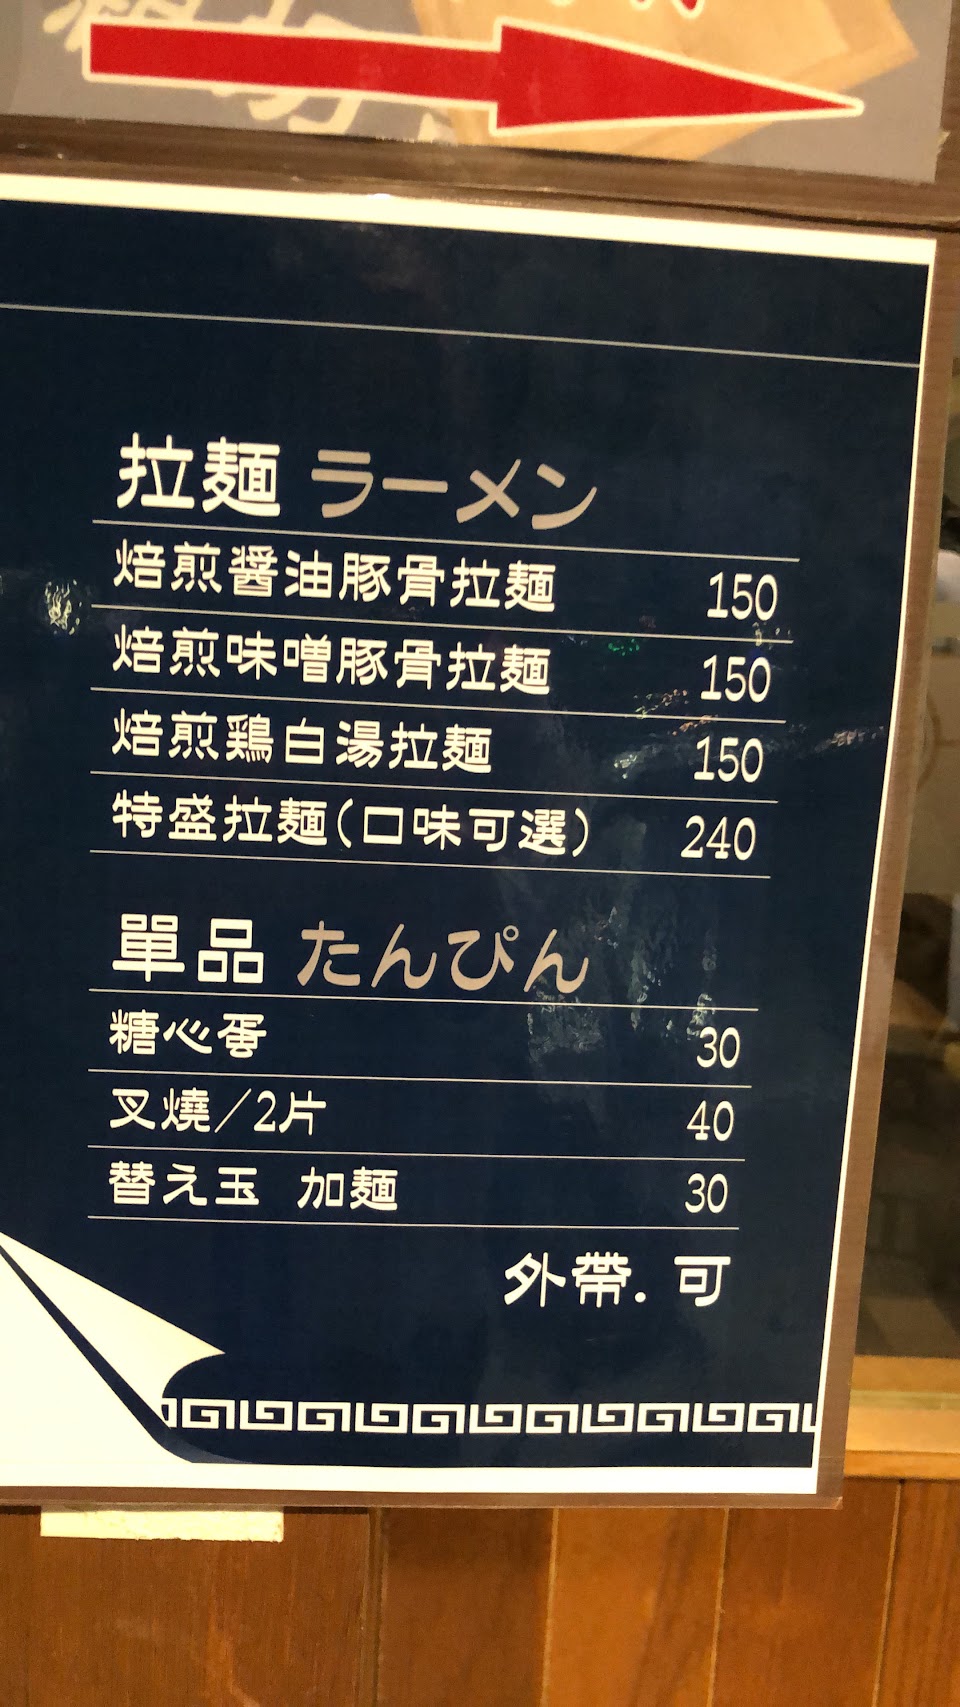 拉麵 ラーメン
焙煎醤油豚骨拉麵 150
焙煎味噌豚骨拉麵 150
焙煎鶏白湯拉麵 150
特盛拉麵(口味可選) 240
單品 たんぴん
糖心蛋 30
叉燒/2片 40
替え玉 加麵 30
外帶. 可